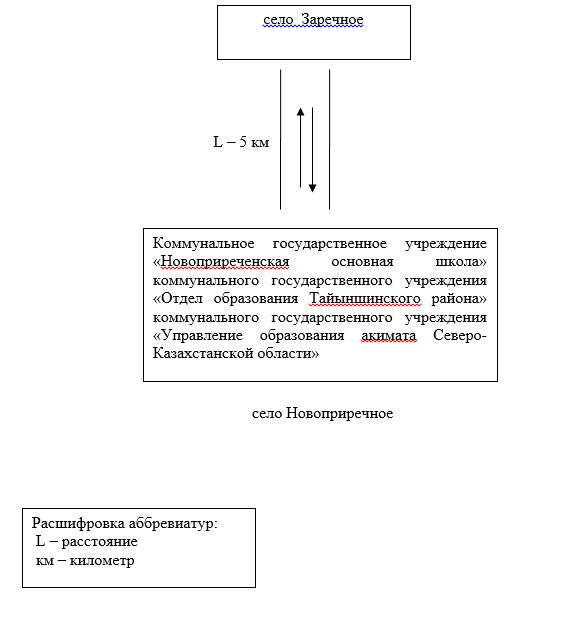 село Заречное
L – 5 км
Коммунальное государственное учреждение
«Новоприреченская основная школа»
коммунального государственного учреждения
«Отдел образования Тайыншинского района»
коммунального государственного учреждения
«Управление образования акимата Северо-
Казахстанской области»
село Новоприречное
Расшифровка аббревиатур:
L – расстояние
км – километр